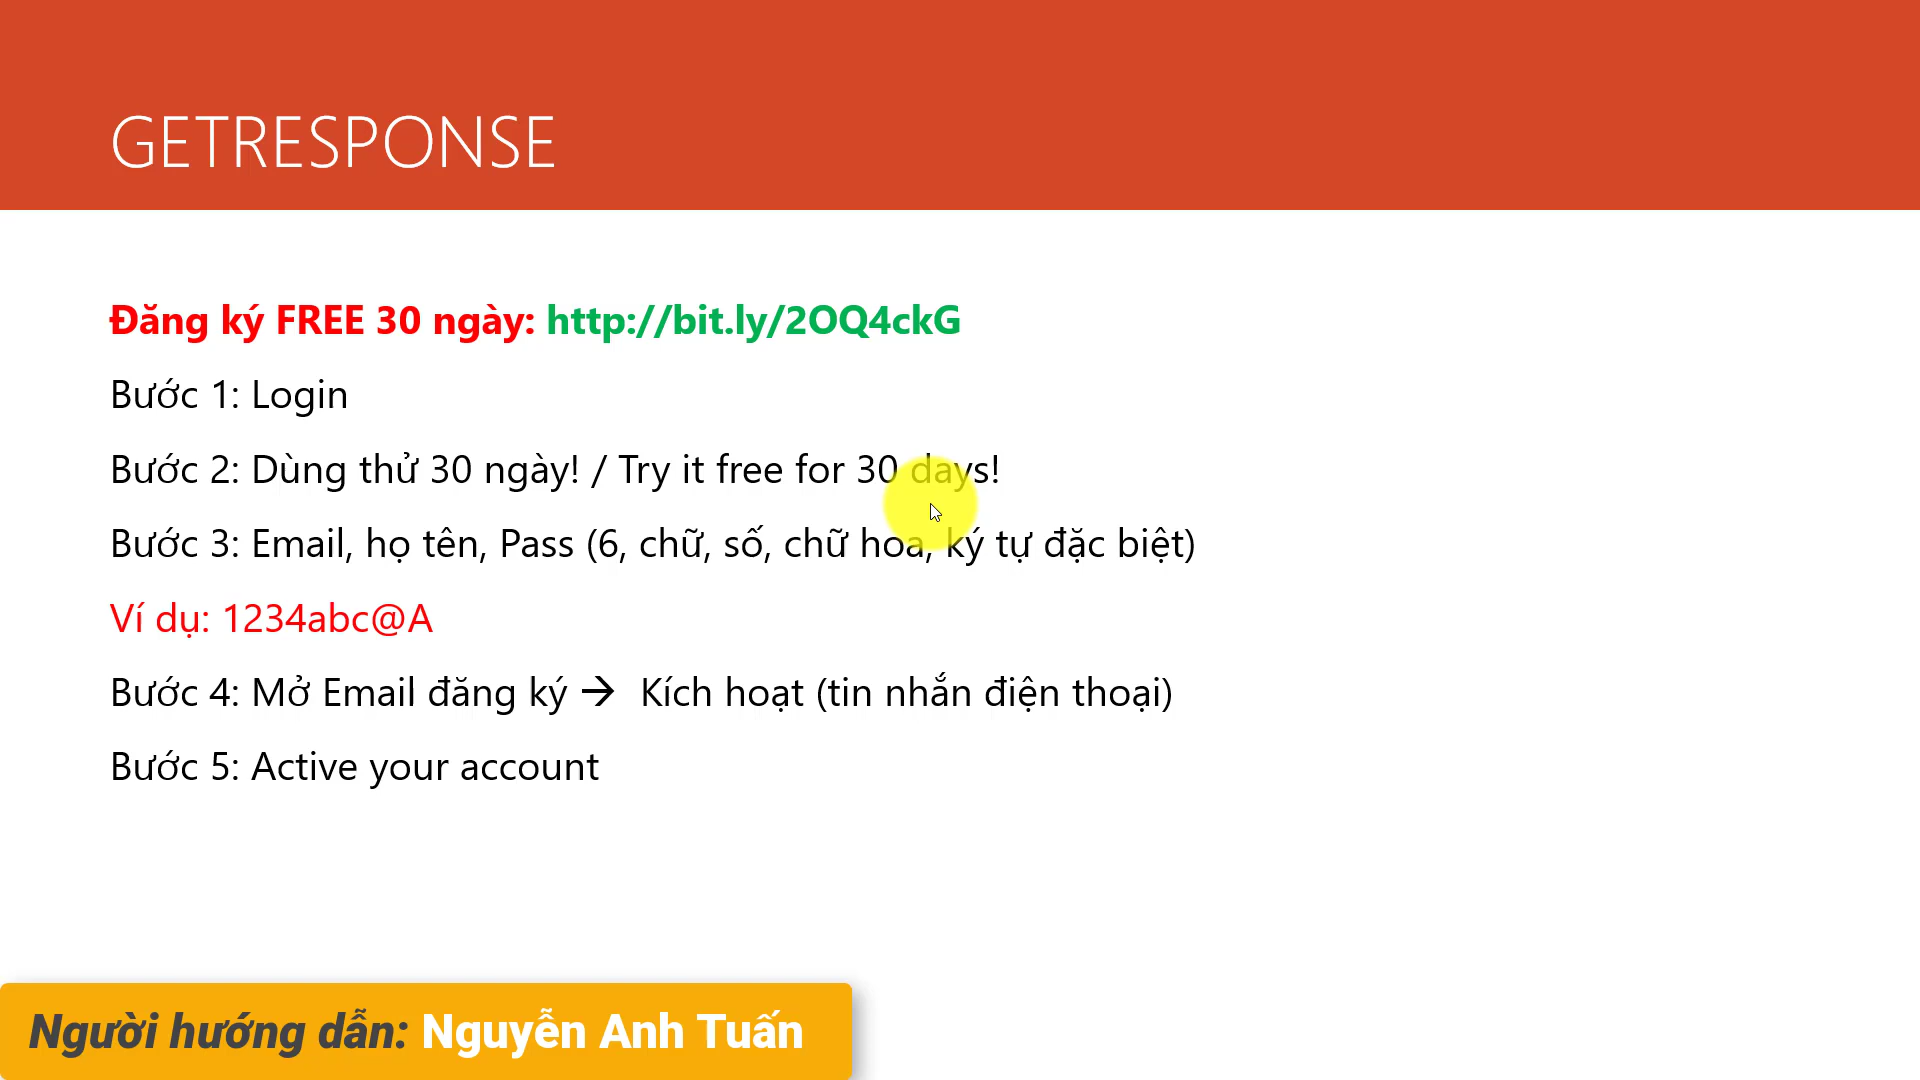 GETRESPONSE
Đăng ký FREE 30 ngày: http://bit.ly/2OQ4ckG
Bước 1: Login
Bước 2: Dùng thử 30 ngày! / Try it free for 30 days!
Bước 3: Email, họ tên, Pass (6, chữ, số, chữ hoa, ký tự đặc biệt)
Ví dụ: 1234abc@A
Bước 4: Mở Email đăng ký → Kích hoạt (tin nhắn điện thoại)
Bước 5: Active your account
Người hướng dẫn: Nguyễn Anh Tuấn